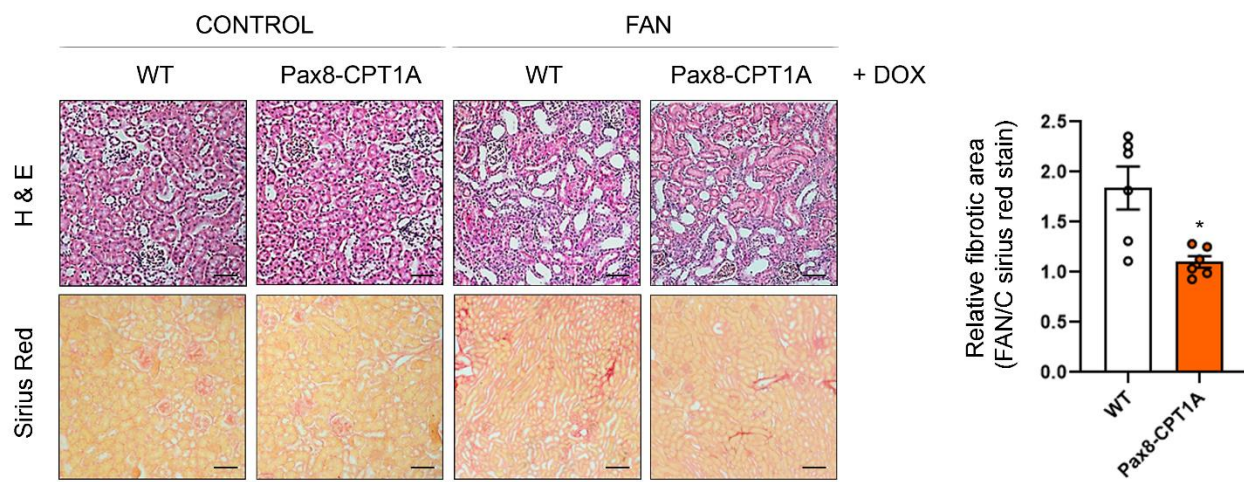 CONTROL FAN
WT Pax8-CPT1A WT Pax8-CPT1A + DOX
H & E
Sirius Red
Relative fibrotic area
(FAN/C sirius red stain)
2.5
2.0
1.5
1.0
0.5
0.0
*
WT
Pax8-CPT1A